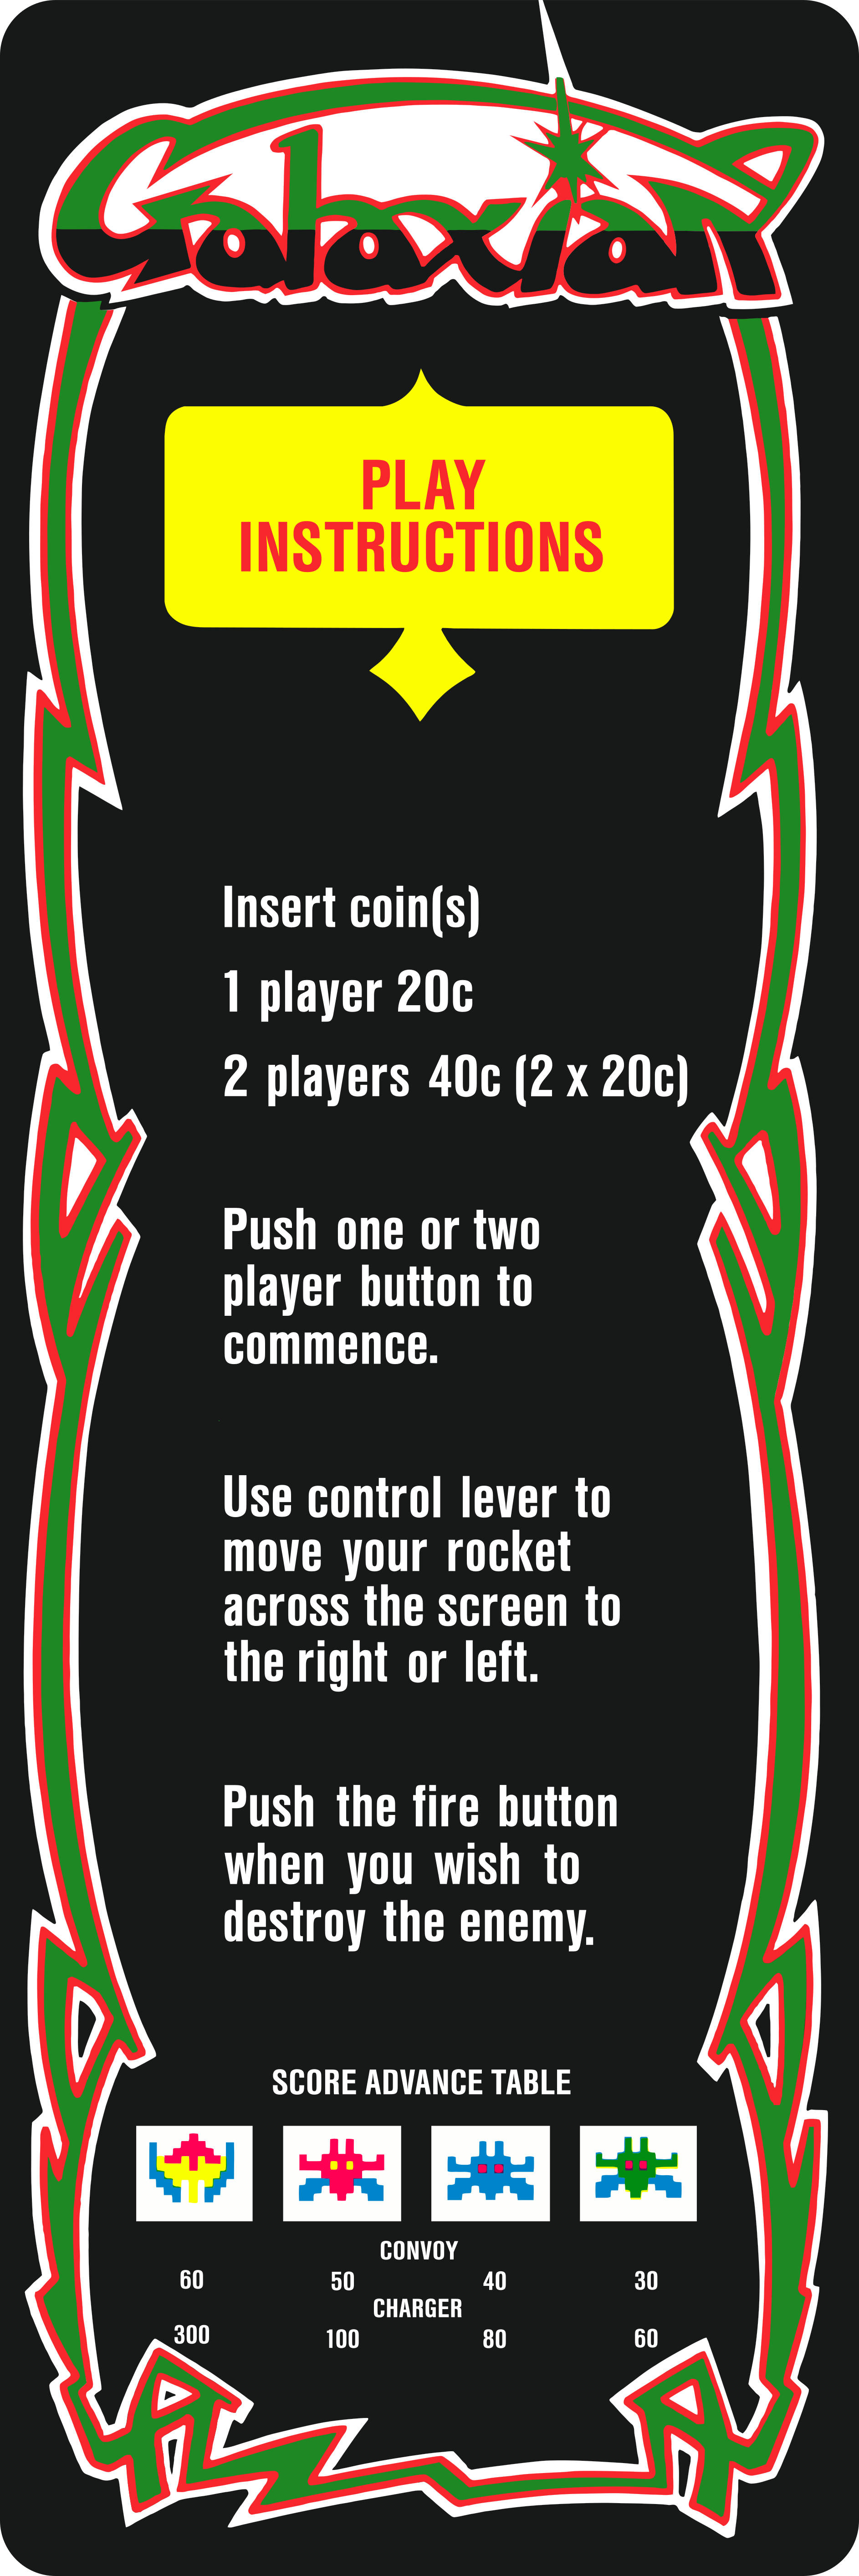 Galaxian
PLAY
INSTRUCTIONS
Insert coin(s)
1 player 20c
2 players 40c (2 x 20c)
Push one or two
player button to
commence.
Use control lever to
move your rocket
across the screen to
the right or left.
Push the fire button
when you wish to
destroy the enemy.
SCORE ADVANCE TABLE
CONVOY
60 50 40 30
CHARGER
300 100 80 60